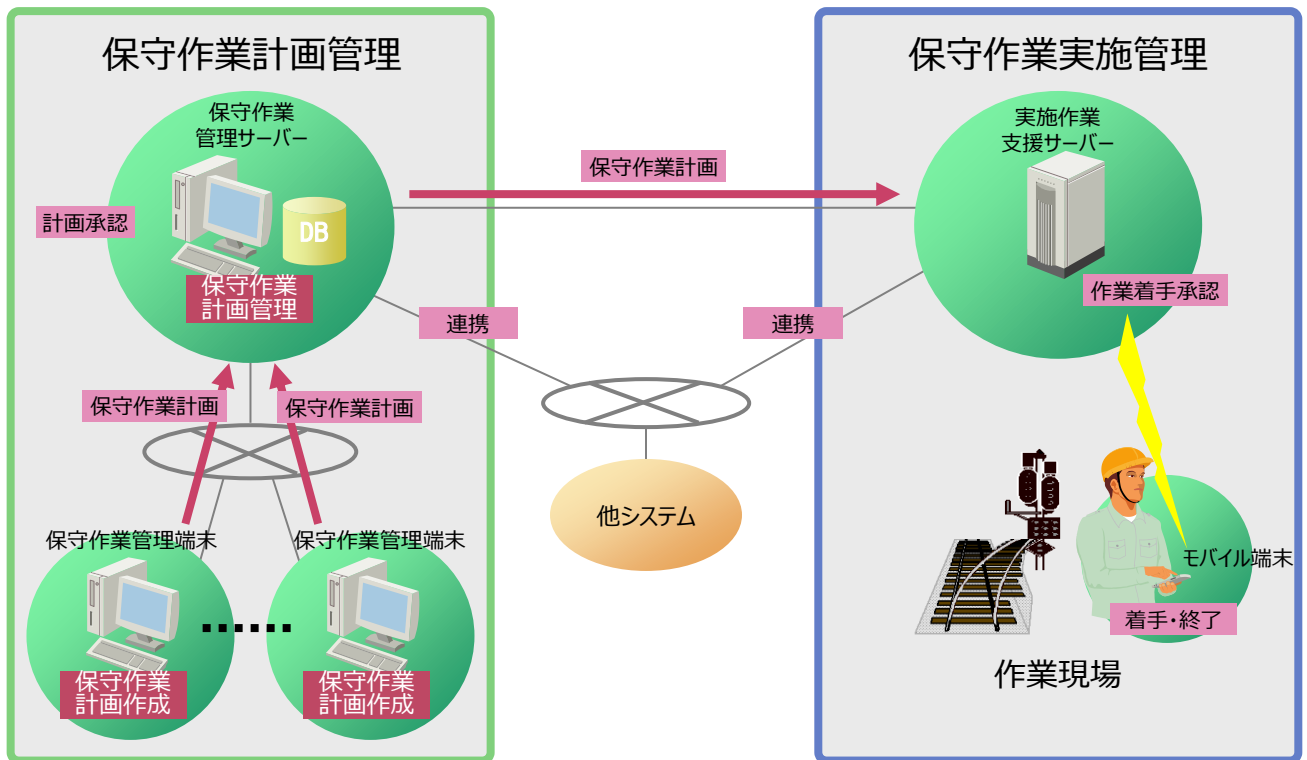 保守作業計画管理
保守作業
管理サーバー
計画承認
DB
保守作業
計画管理
保守作業計画
保守作業計画
保守作業管理端末
保守作業管理端末
保守作業
計画作成
保守作業
計画作成
保守作業計画
連携
連携
他システム
保守作業実施管理
実施作業
支援サーバー
作業着手承認
モバイル端末
着手・終了
作業現場